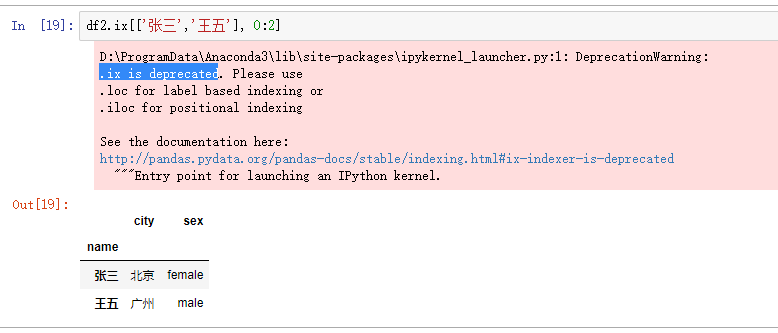 In [19]: df2.ix[['张三','王五'], 0:2]
D:\ProgramData\Anaconda3\lib\site-packages\ipykernel_launcher.py:1: DeprecationWarning:
.ix is deprecated. Please use
.loc for label based indexing or
.iloc for positional indexing
See the documentation here:
http://pandas.pydata.org/pandas-docs/stable/indexing.html#ix-indexer-is-deprecated
"""Entry point for launching an IPython kernel.
Out[19]:
city sex
name
张三 北京 female
王五 广州 male